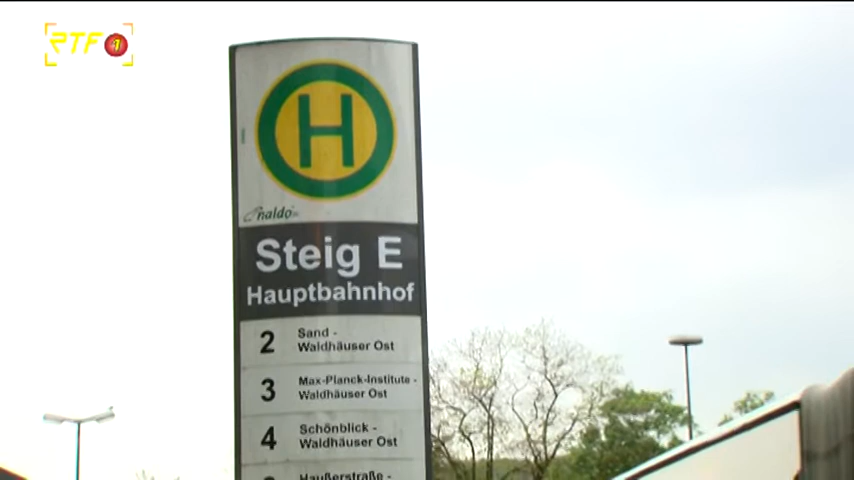 RTF 1
H
naldo
Steig E
Hauptbahnhof
2 Sand -
Waldhäuser Ost
3 Max-Planck-Institute -
Waldhäuser Ost
4 Schönblick -
Waldhäuser Ost
Haußerstraße -